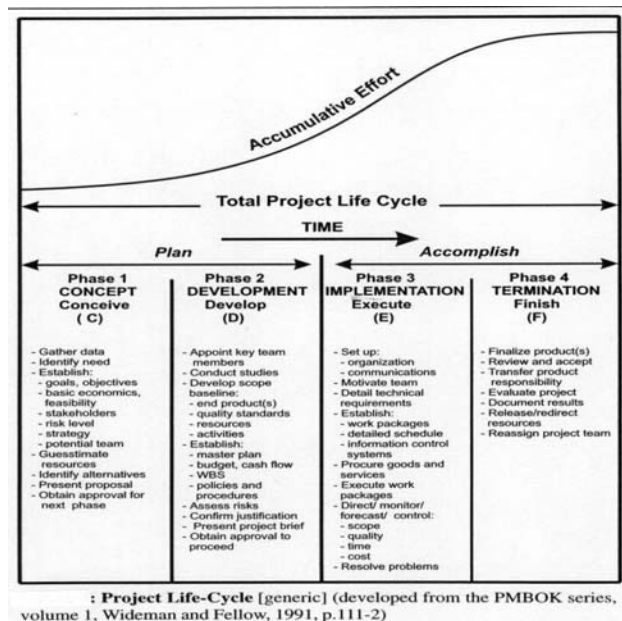 Accumulative Effort
Total Project Life Cycle
TIME
Plan
Accomplish
Phase 1
CONCEPT
Conceive
( C)
- Gather data
- Identify need
- Establish:
- goals, objectives
- basic economics,
feasibility
- stakeholders
- risk level
- strategy
- potential team
- Guesstimate
resources
- Identify alternatives
- Present proposal
- Obtain approval for
next phase
Phase 2
DEVELOPMENT
Develop
(D)
- Appoint key team
members
- Conduct studies
- Develop scope
baseline:
- end product(s)
- quality standards
- resources
- activities
- Establish:
- master plan
- budget, cash flow
- WBS
- policies and
procedures
- Assess risks
- Confirm justification
- Present project brief
- Obtain approval to
proceed
Phase 3
IMPLEMENTATION
Execute
(E)
- Set up:
- organization
- communications
- Motivate team
- Detail technical
requirements
- Establish:
- work packages
- detailed schedule
- information control
systems
- Procure goods and
services
- Execute work
packages
- Direct/ monitor/
forecast/ control:
- scope
- quality
- time
- cost
- Resolve problems
Phase 4
TERMINATION
Finish
(F)
- Finalize product(s)
- Review and accept
- Transfer product
responsibility
- Evaluate project
- Document results
- Release/redirect
resources
- Reassign project team
: Project Life-Cycle [generic] (developed from the PMBOK series,
volume 1, Wideman and Fellow, 1991, p.111-2)